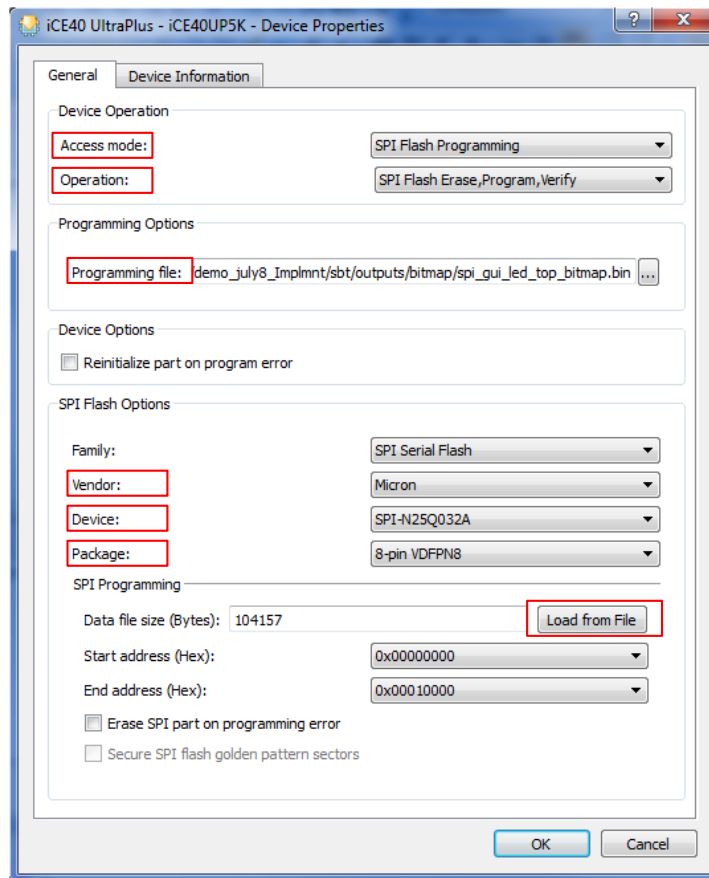 iCE40 UltraPlus - iCE40UP5K - Device Properties
General Device Information
Device Operation
Access mode: SPI Flash Programming
Operation: SPI Flash Erase,Program,Verify
Programming Options
Programming file: /demo_july8_Implmnt/sbt/outputs/bitmap/spi_gui_led_top_bitmap.bin ...
Device Options
Reinitialize part on program error
SPI Flash Options
Family: SPI Serial Flash
Vendor: Micron
Device: SPI-N25Q032A
Package: 8-pin VDFPN8
SPI Programming
Data file size (Bytes): 104157 Load from File
Start address (Hex): 0x00000000
End address (Hex): 0x00010000
Erase SPI part on programming error
Secure SPI flash golden pattern sectors
OK Cancel